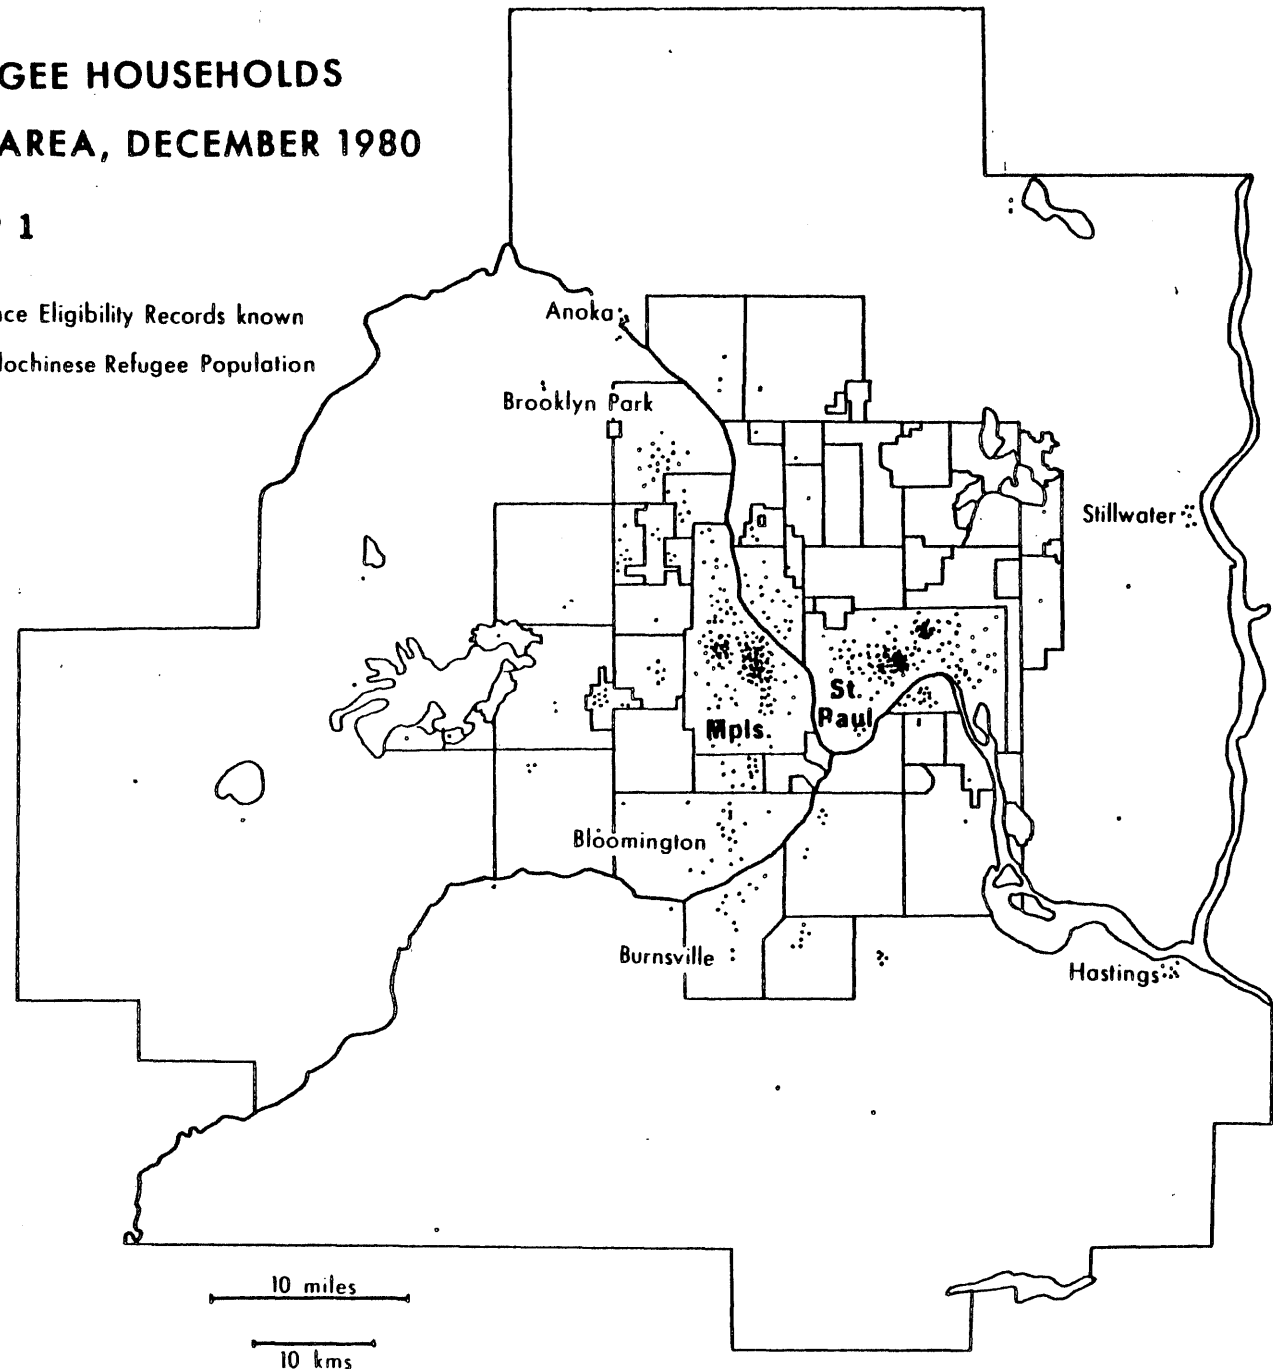 GEE HOUSEHOLDS
AREA, DECEMBER 1980
1
ce Eligibility Records known
lochinese Refugee Population
Anoka
Brooklyn Park
Stillwater
St.
Paul
Mpls.
Bloomington
Burnsville
Hastings
10 miles
10 kms